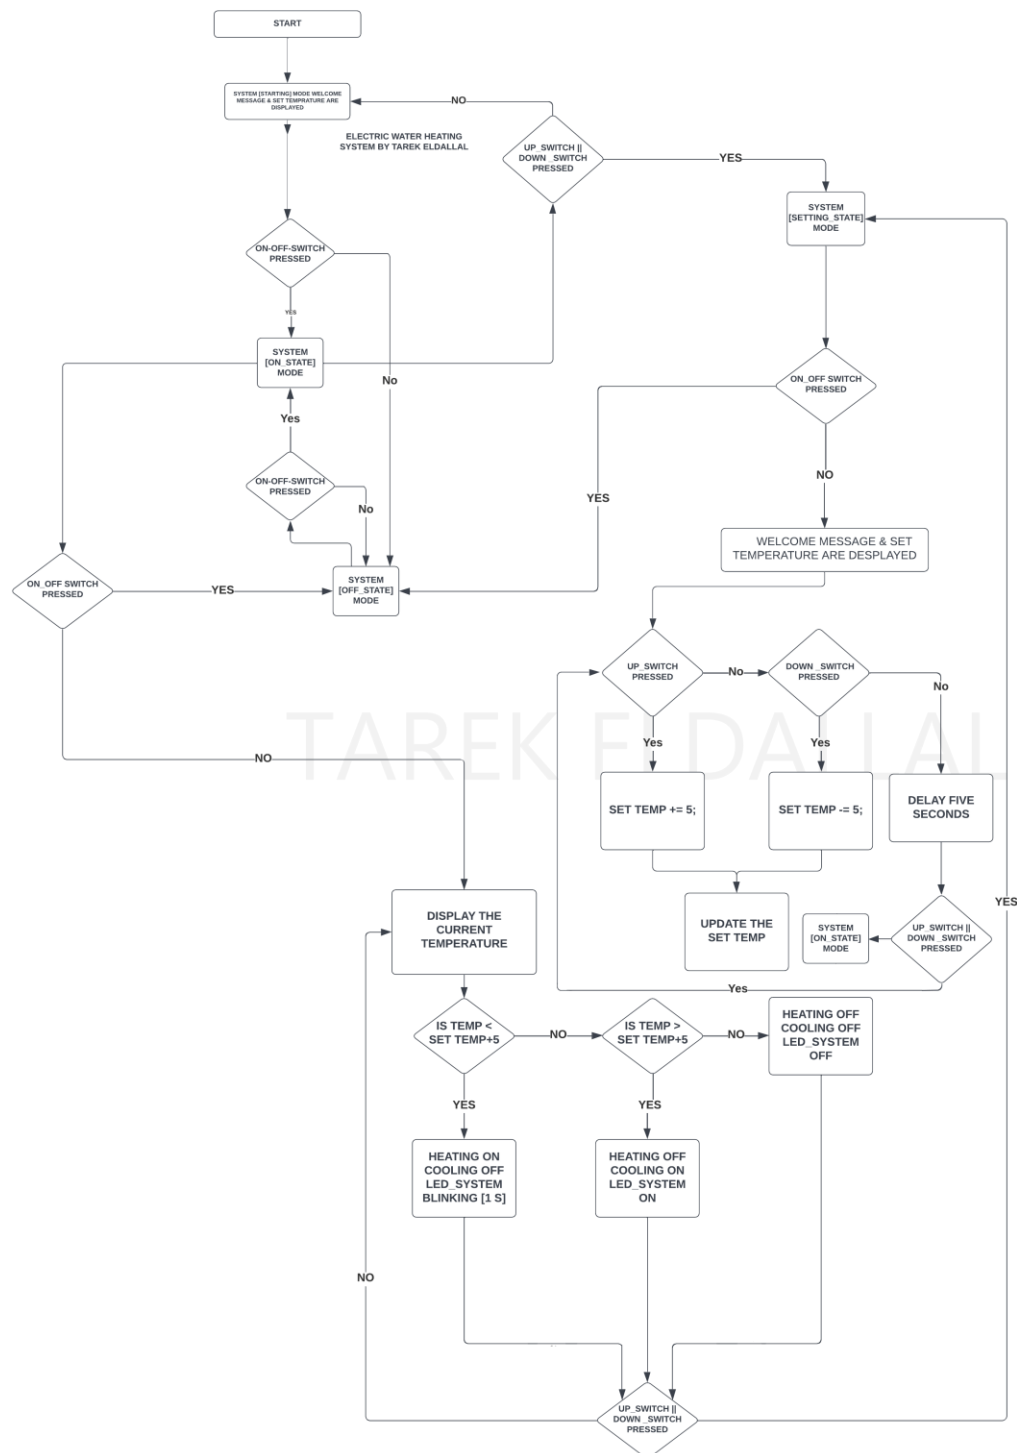 START
SYSTEM [STARTING] MODE WELCOME
MESSAGE & SET TEMPRATURE ARE
DISPLAYED
NO
ELECTRIC WATER HEATING
SYSTEM BY TAREK ELDALLAL
UP_SWITCH ||
DOWN _SWITCH
PRESSED
YES
SYSTEM
[SETTING_STATE]
MODE
ON-OFF-SWITCH
PRESSED
YES
SYSTEM
[ON_STATE]
MODE
No
ON_OFF SWITCH
PRESSED
Yes
ON-OFF-SWITCH
PRESSED
No
NO
YES
WELCOME MESSAGE & SET
TEMPERATURE ARE DESPLAYED
ON_OFF SWITCH
PRESSED
YES
SYSTEM
[OFF_STATE]
MODE
UP_SWITCH
PRESSED
No
DOWN _SWITCH
PRESSED
No
TAREK ELDALLAL
Yes
Yes
NO
SET TEMP += 5;
SET TEMP -= 5;
DELAY FIVE
SECONDS
YES
DISPLAY THE
CURRENT
TEMPERATURE
UPDATE THE
SET TEMP
SYSTEM
[ON_STATE]
MODE
UP_SWITCH ||
DOWN _SWITCH
PRESSED
Yes
IS TEMP <
SET TEMP+5
NO
IS TEMP >
SET TEMP+5
NO
HEATING OFF
COOLING OFF
LED_SYSTEM
OFF
YES
YES
HEATING ON
COOLING OFF
LED_SYSTEM
BLINKING [1 S]
HEATING OFF
COOLING ON
LED_SYSTEM
ON
NO
UP_SWITCH ||
DOWN _SWITCH
PRESSED